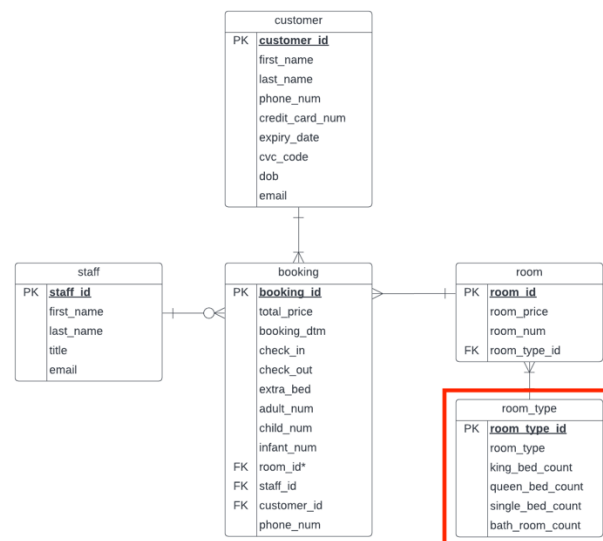 customer
PK customer_id
first_name
last_name
phone_num
credit_card_num
expiry_date
cvc_code
dob
email
staff
PK staff_id
first_name
last_name
title
email
booking
PK booking_id
total_price
booking_dtm
check_in
check_out
extra_bed
adult_num
child_num
infant_num
FK room_id*
FK staff_id
FK customer_id
phone_num
room
PK room_id
room_price
room_num
FK room_type_id
room_type
PK room_type_id
room_type
king_bed_count
queen_bed_count
single_bed_count
bath_room_count